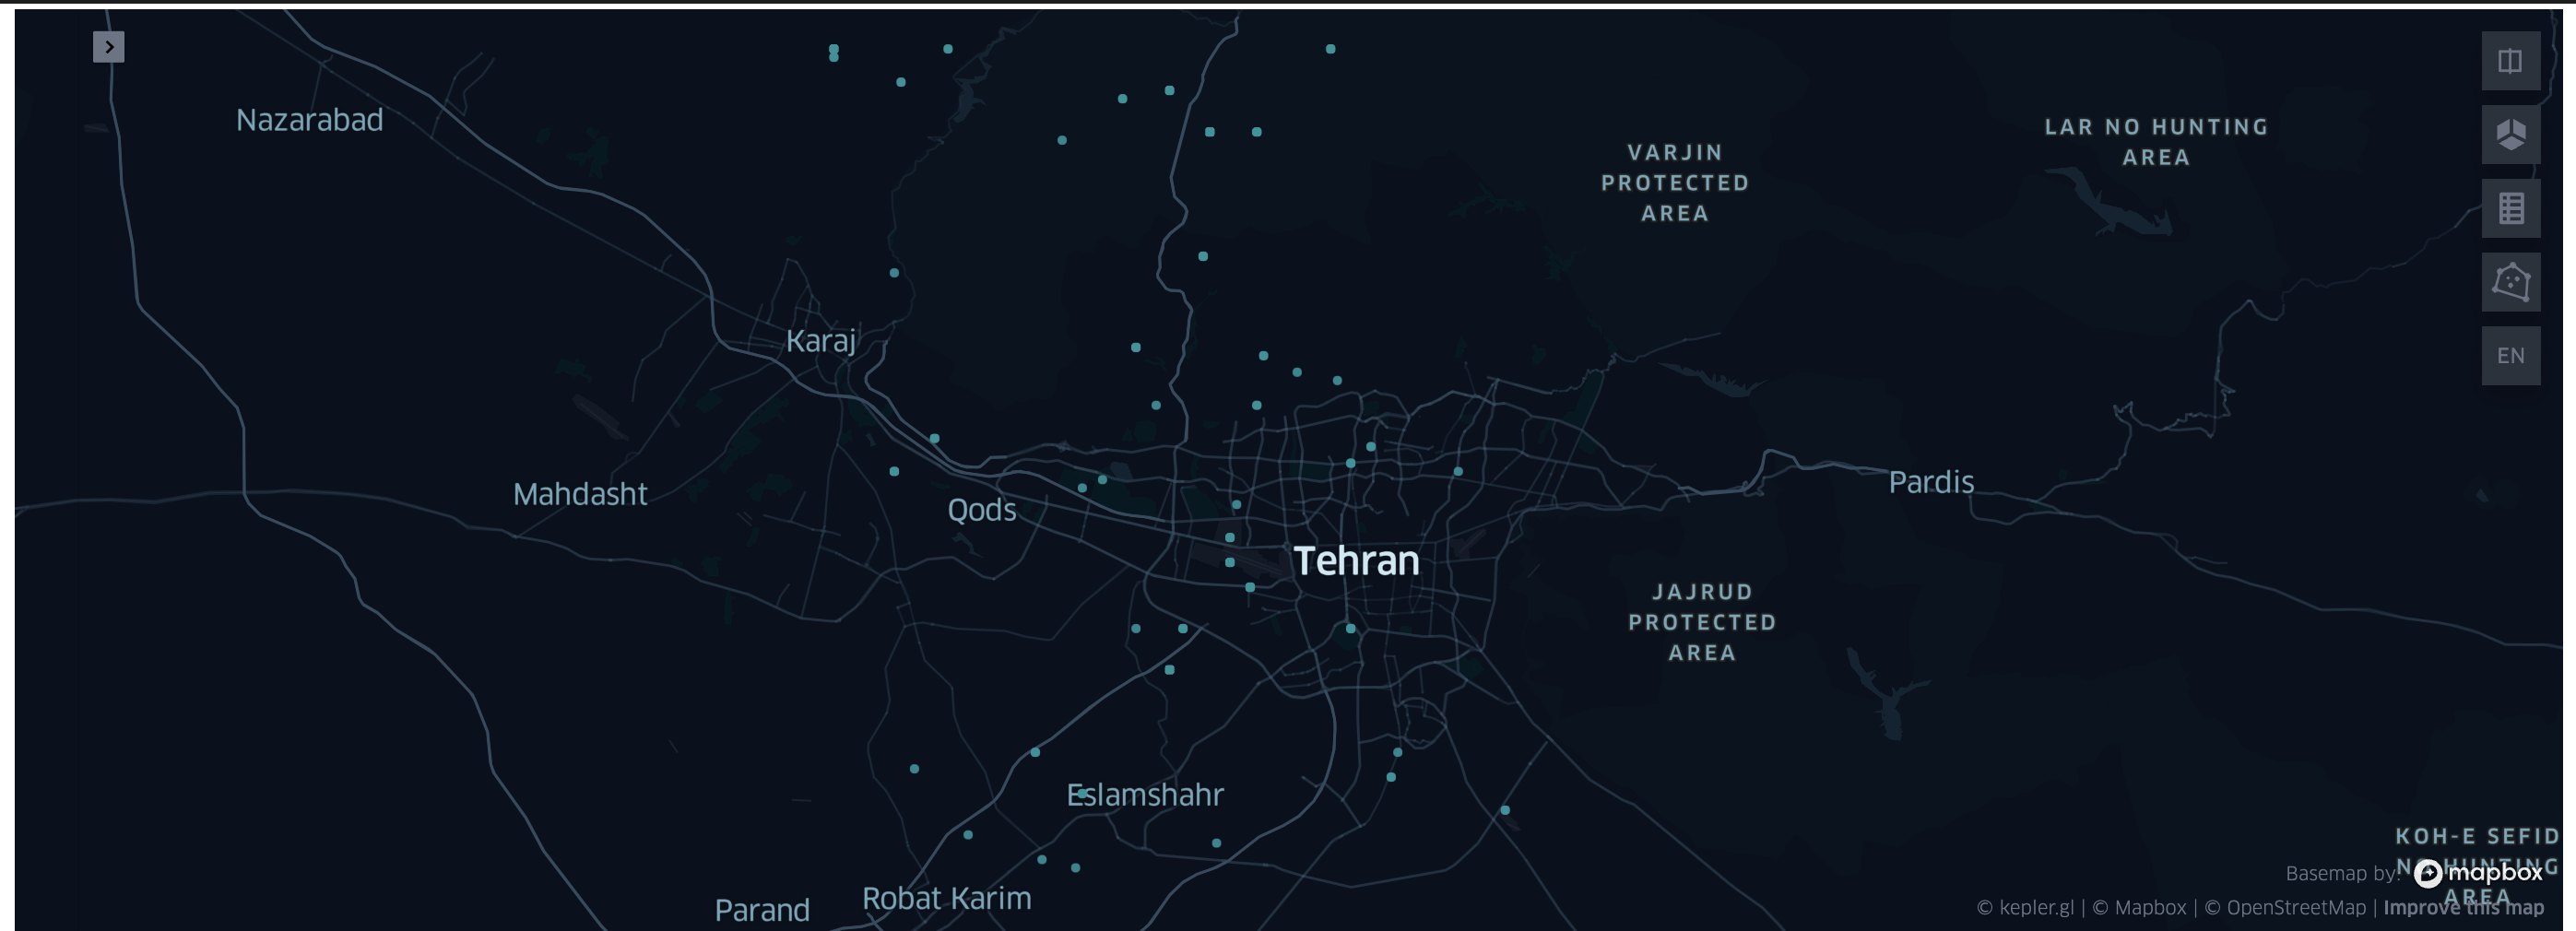 Nazarabad
LAR NO HUNTING
AREA
VARJIN
PROTECTED
AREA
EN
Karaj
Mahdasht
Qods
Pardis
Tehran
JAJRUD
PROTECTED
AREA
Eslamshahr
Robat Karim
Parand
KOH-E SEFID
NO HUNTING
AREA
Basemap by: mapbox
© kepler.gl | © Mapbox | © OpenStreetMap | Improve this map